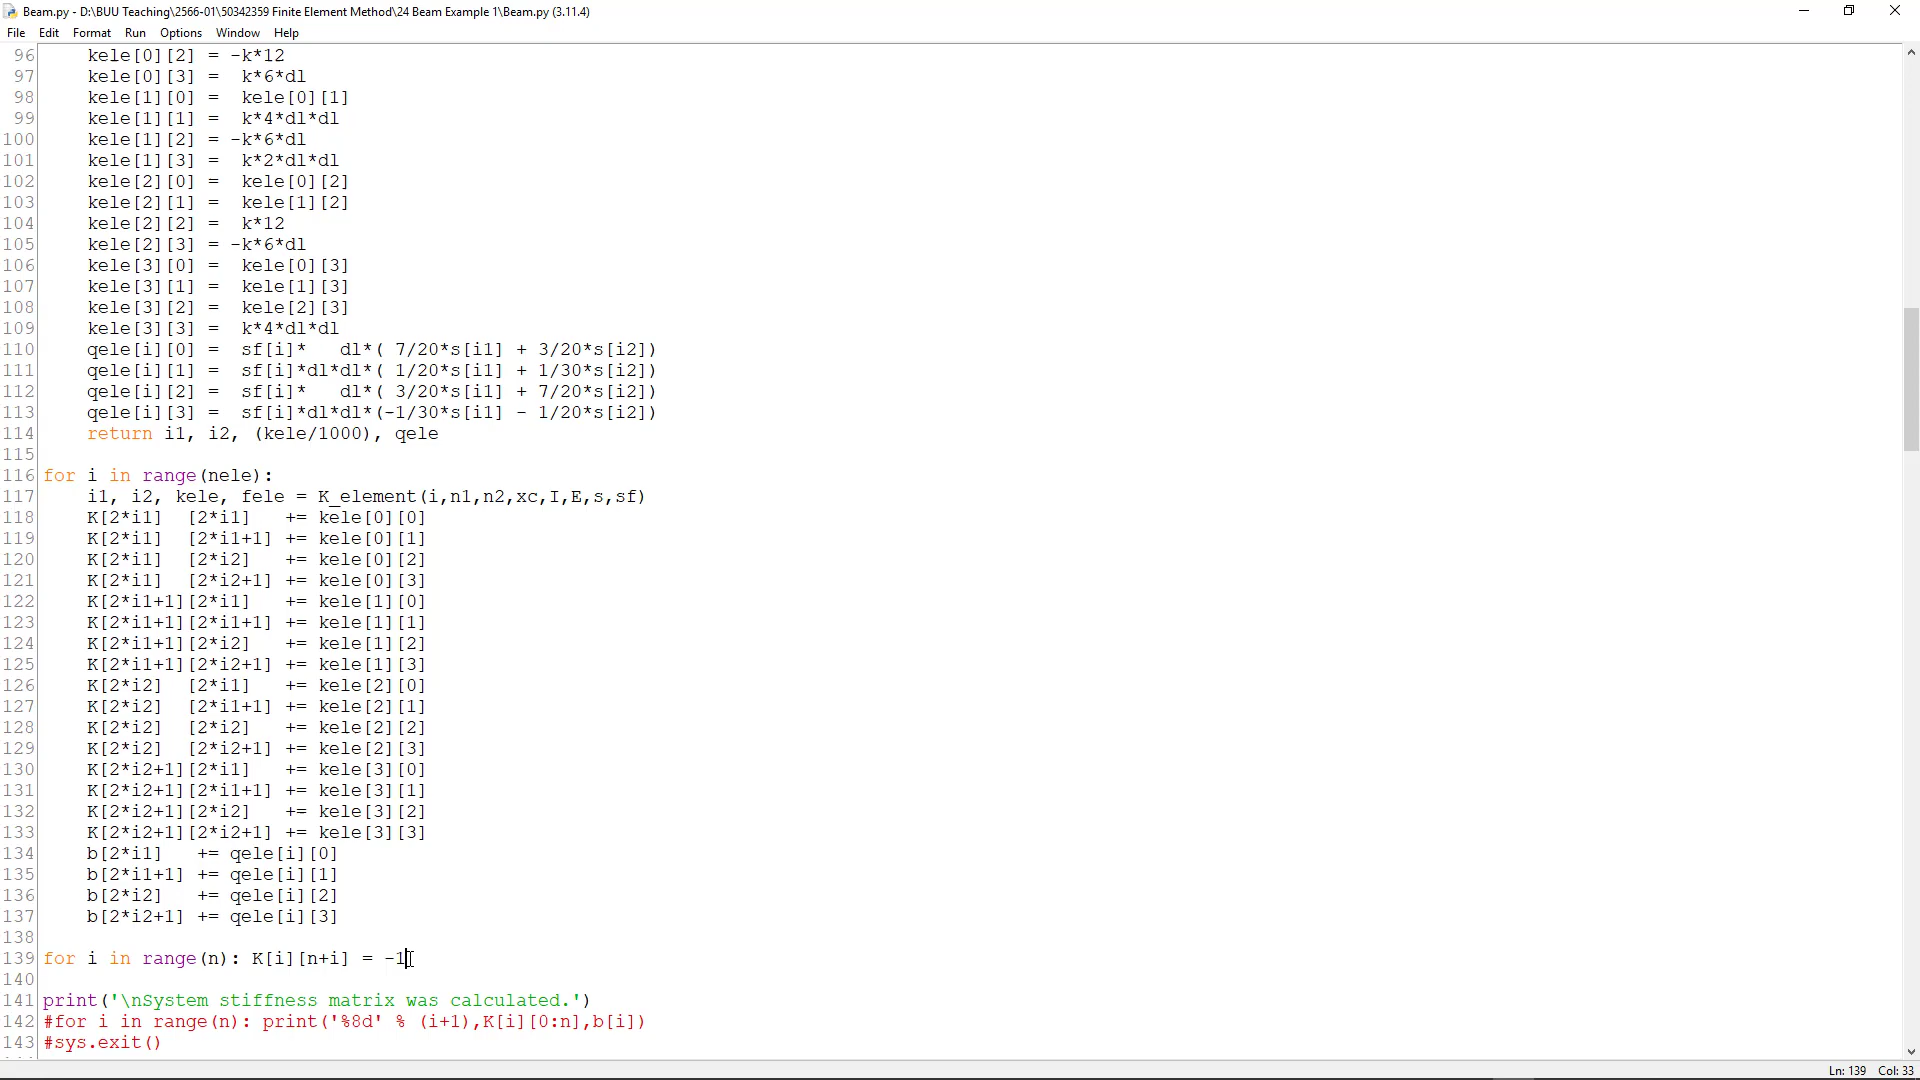 Beam.py - D:\BUU Teaching\2566-01\50342359 Finite Element Method\24 Beam Example 1\Beam.py (3.11.4)
File Edit Format Run Options Window Help
96     kele[0][2] = -k*12
97     kele[0][3] =  k*6*dl
98     kele[1][0] =  kele[0][1]
99     kele[1][1] =  k*4*dl*dl
100     kele[1][2] = -k*6*dl
101     kele[1][3] =  k*2*dl*dl
102     kele[2][0] =  kele[0][2]
103     kele[2][1] =  kele[1][2]
104     kele[2][2] =  k*12
105     kele[2][3] = -k*6*dl
106     kele[3][0] =  kele[0][3]
107     kele[3][1] =  kele[1][3]
108     kele[3][2] =  kele[2][3]
109     kele[3][3] =  k*4*dl*dl
110     qele[i][0] =  sf[i]*   dl*( 7/20*s[i1] + 3/20*s[i2])
111     qele[i][1] =  sf[i]*dl*dl*( 1/20*s[i1] + 1/30*s[i2])
112     qele[i][2] =  sf[i]*   dl*( 3/20*s[i1] + 7/20*s[i2])
113     qele[i][3] =  sf[i]*dl*dl*(-1/30*s[i1] - 1/20*s[i2])
114     return i1, i2, (kele/1000), qele
115
116 for i in range(nele):
117     i1, i2, kele, fele = K_element(i,n1,n2,xc,I,E,s,sf)
118     K[2*i1]  [2*i1]   += kele[0][0]
119     K[2*i1]  [2*i1+1] += kele[0][1]
120     K[2*i1]  [2*i2]   += kele[0][2]
121     K[2*i1]  [2*i2+1] += kele[0][3]
122     K[2*i1+1][2*i1]   += kele[1][0]
123     K[2*i1+1][2*i1+1] += kele[1][1]
124     K[2*i1+1][2*i2]   += kele[1][2]
125     K[2*i1+1][2*i2+1] += kele[1][3]
126     K[2*i2]  [2*i1]   += kele[2][0]
127     K[2*i2]  [2*i1+1] += kele[2][1]
128     K[2*i2]  [2*i2]   += kele[2][2]
129     K[2*i2]  [2*i2+1] += kele[2][3]
130     K[2*i2+1][2*i1]   += kele[3][0]
131     K[2*i2+1][2*i1+1] += kele[3][1]
132     K[2*i2+1][2*i2]   += kele[3][2]
133     K[2*i2+1][2*i2+1] += kele[3][3]
134     b[2*i1]   += qele[i][0]
135     b[2*i1+1] += qele[i][1]
136     b[2*i2]   += qele[i][2]
137     b[2*i2+1] += qele[i][3]
138
139 for i in range(n): K[i][n+i] = -1
140
141 print('\nSystem stiffness matrix was calculated.')
142 #for i in range(n): print('%8d' % (i+1),K[i][0:n],b[i])
143 #sys.exit()
Ln: 139 Col: 33